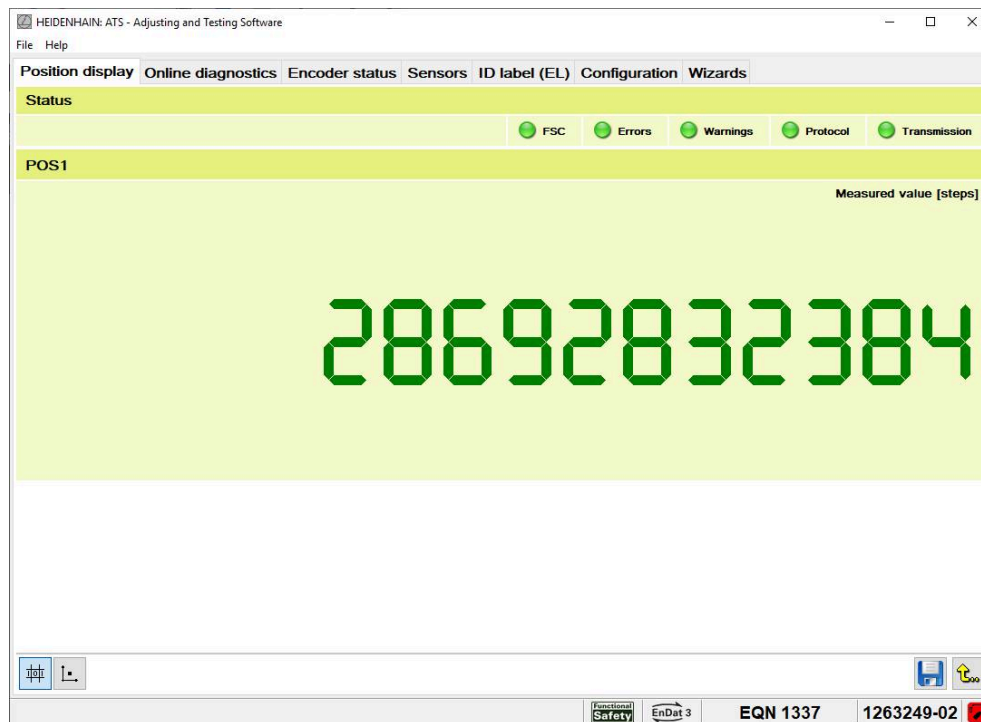 HEIDENHAIN: ATS - Adjusting and Testing Software
File Help
Position display Online diagnostics Encoder status Sensors ID label (EL) Configuration Wizards
Status
FSC Errors Warnings Protocol Transmission
POS1
Measured value [steps]
28692832384
Functional
Safety EnDat 3 EQN 1337 1263249-02